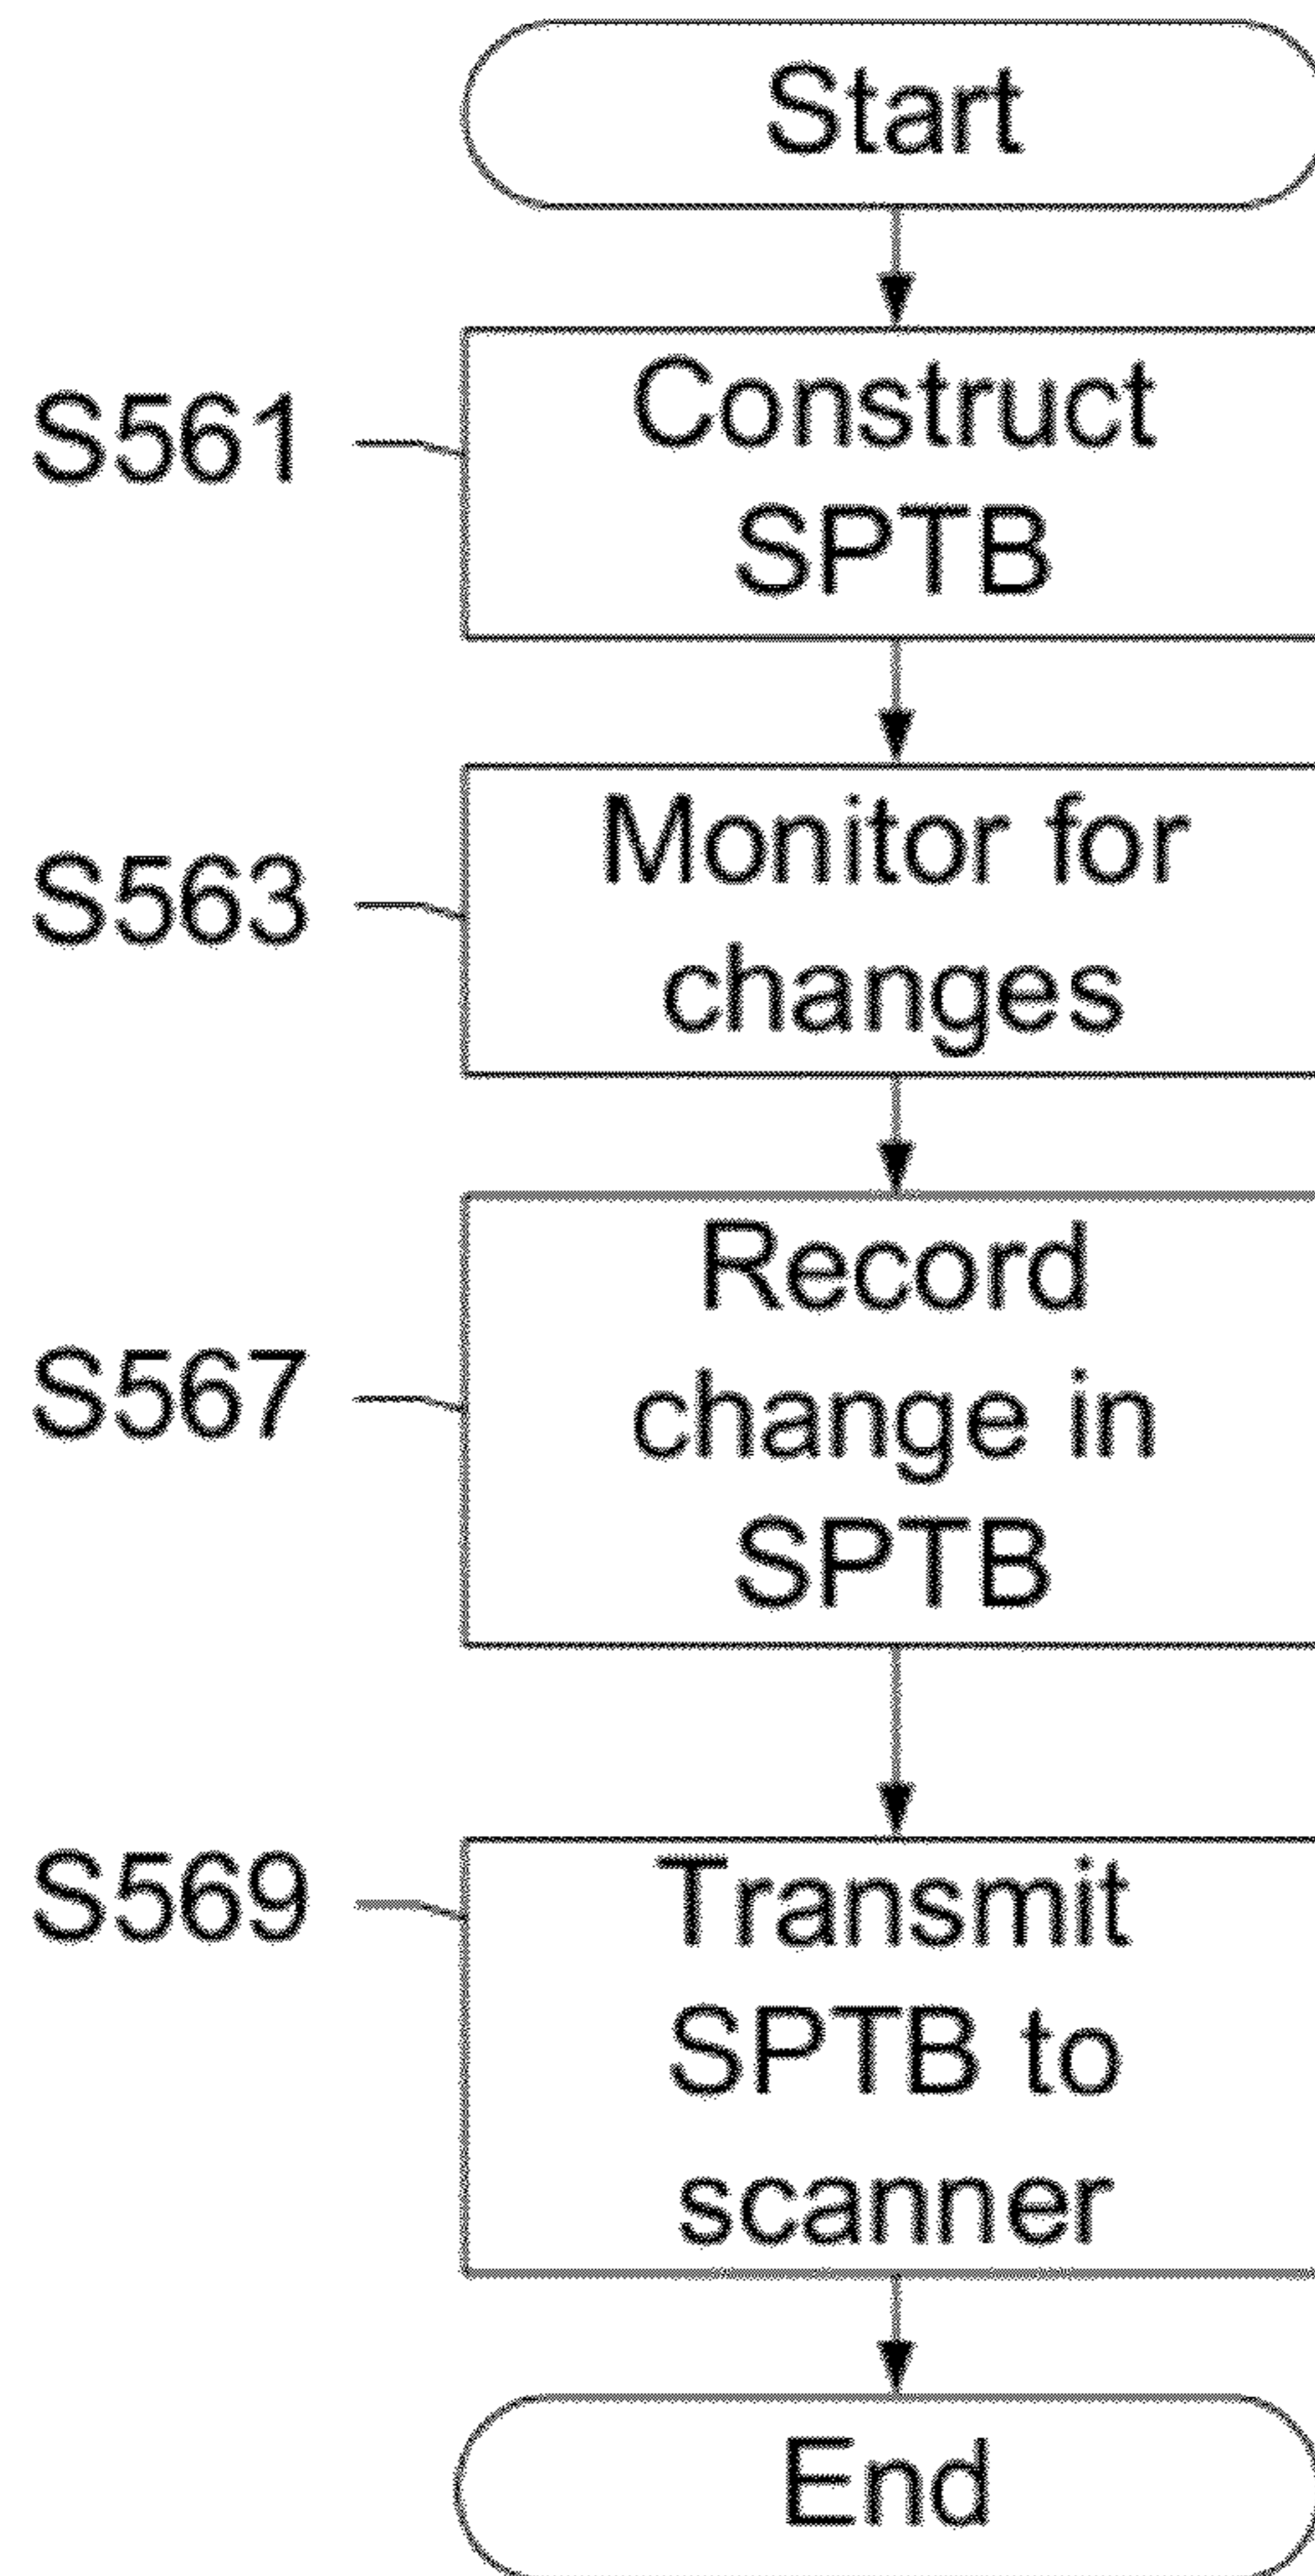 Start
S561
Construct
SPTB
S563
Monitor for
changes
S567
Record
change in
SPTB
S569
Transmit
SPTB to
scanner
End